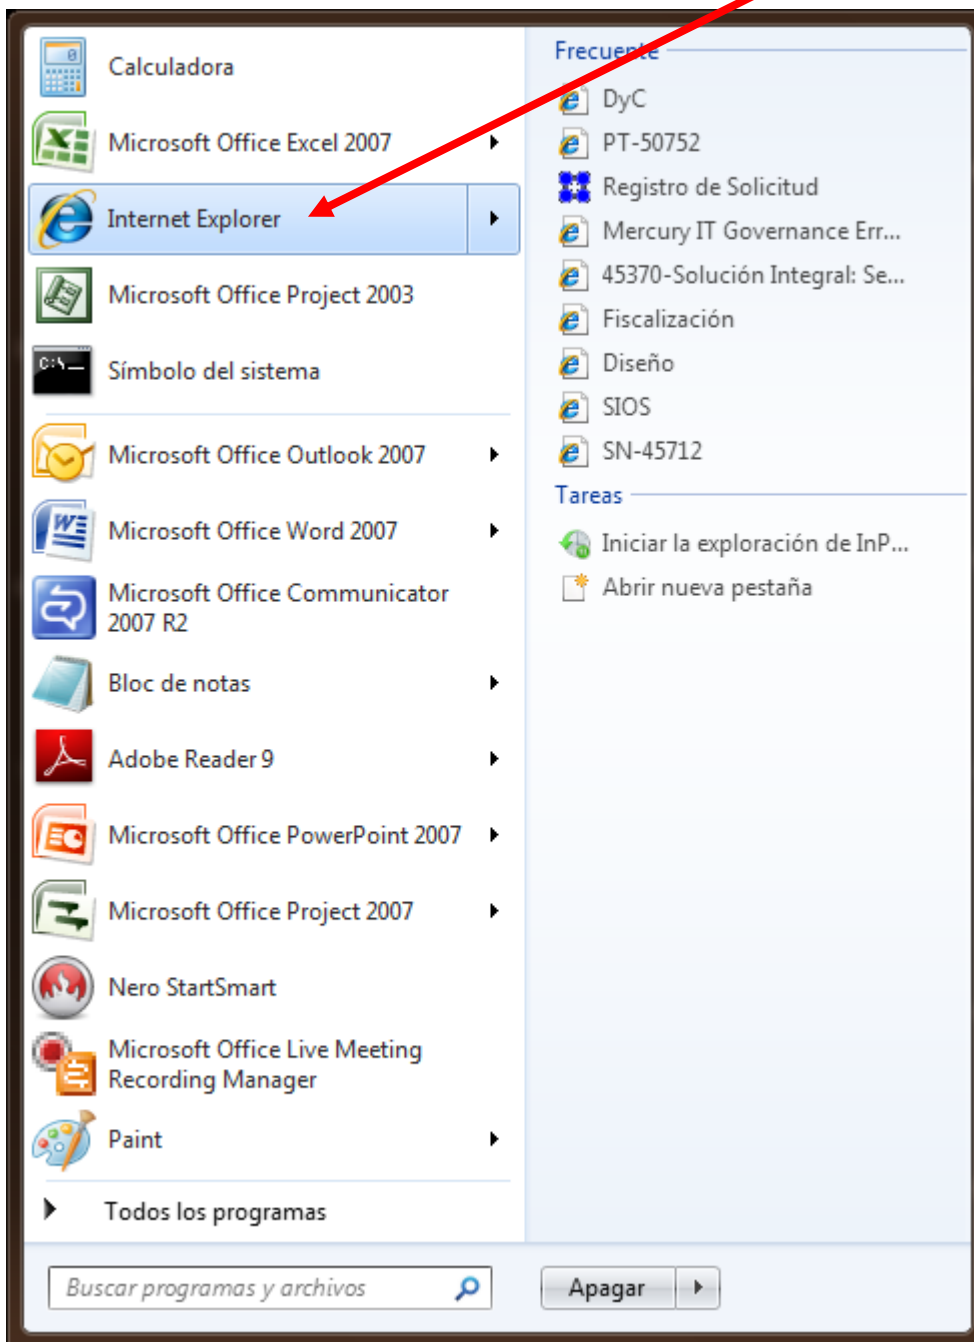 Calculadora
Microsoft Office Excel 2007
Internet Explorer
Microsoft Office Project 2003
C:\_
Símbolo del sistema
Microsoft Office Outlook 2007
Microsoft Office Word 2007
Microsoft Office Communicator
2007 R2
Bloc de notas
Adobe Reader 9
Microsoft Office PowerPoint 2007
Microsoft Office Project 2007
Nero StartSmart
Microsoft Office Live Meeting
Recording Manager
Paint
Todos los programas
Buscar programas y archivos
Frecuente
DyC
PT-50752
Registro de Solicitud
Mercury IT Governance Err...
45370-Solución Integral: Se...
Fiscalización
Diseño
SIOS
SN-45712
Tareas
Iniciar la exploración de InP...
Abrir nueva pestaña
Apagar